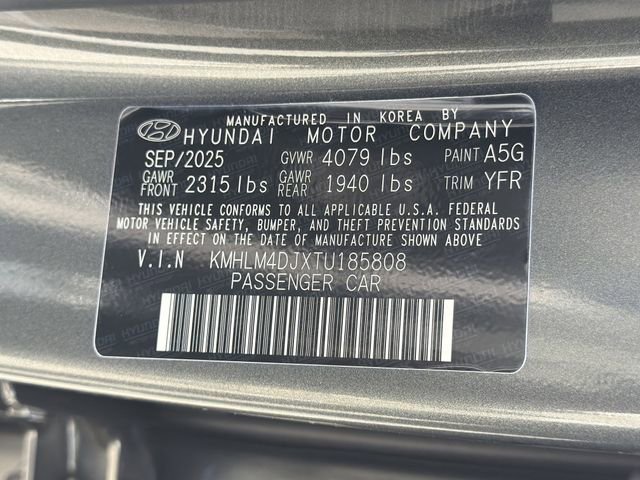 MANUFACTURED IN KOREA BY
HYUNDAI MOTOR COMPANY
SEP/2025 GVWR 4079 lbs PAINT A5G
GAWR FRONT 2315 lbs GAWR REAR 1940 lbs TRIM YFR
THIS VEHICLE CONFORMS TO ALL APPLICABLE U.S.A. FEDERAL
MOTOR VEHICLE SAFETY, BUMPER, AND THEFT PREVENTION STANDARDS
IN EFFECT ON THE DATE OF MANUFACTURE SHOWN ABOVE
V.I.N KMHLM4DJXTU185808
PASSENGER CAR